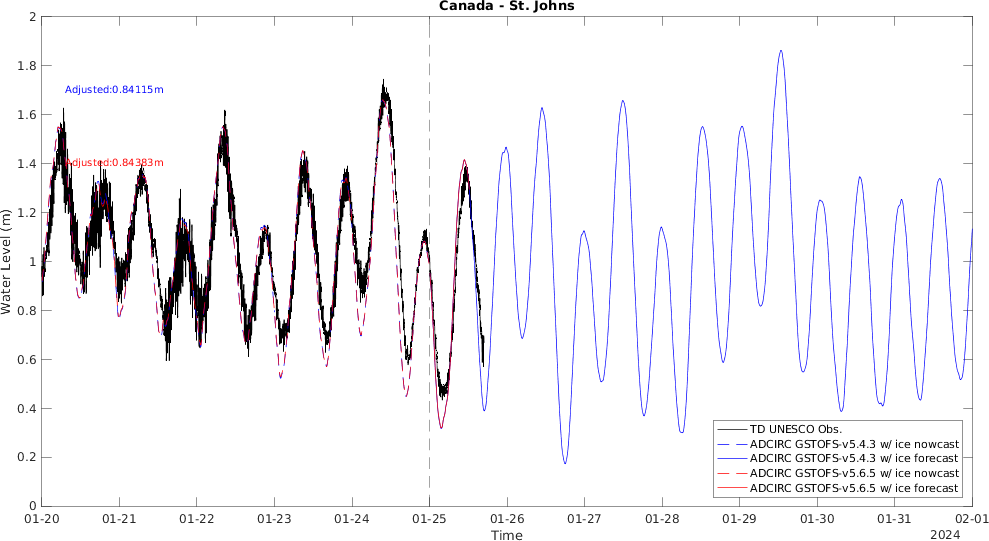 Canada - St. Johns
2
1.8
1.6
1.4
1.2
1
0.8
0.6
0.4
0.2
0
Water Level (m)
Adjusted:0.84115m
Adjusted:0.84383m
TD UNESCO Obs.
ADCIRC GSTOFS-v5.4.3 w/ ice nowcast
ADCIRC GSTOFS-v5.4.3 w/ ice forecast
ADCIRC GSTOFS-v5.6.5 w/ ice nowcast
ADCIRC GSTOFS-v5.6.5 w/ ice forecast
01-20 01-21 01-22 01-23 01-24 01-25 01-26 01-27 01-28 01-29 01-30 01-31 02-01
Time
2024